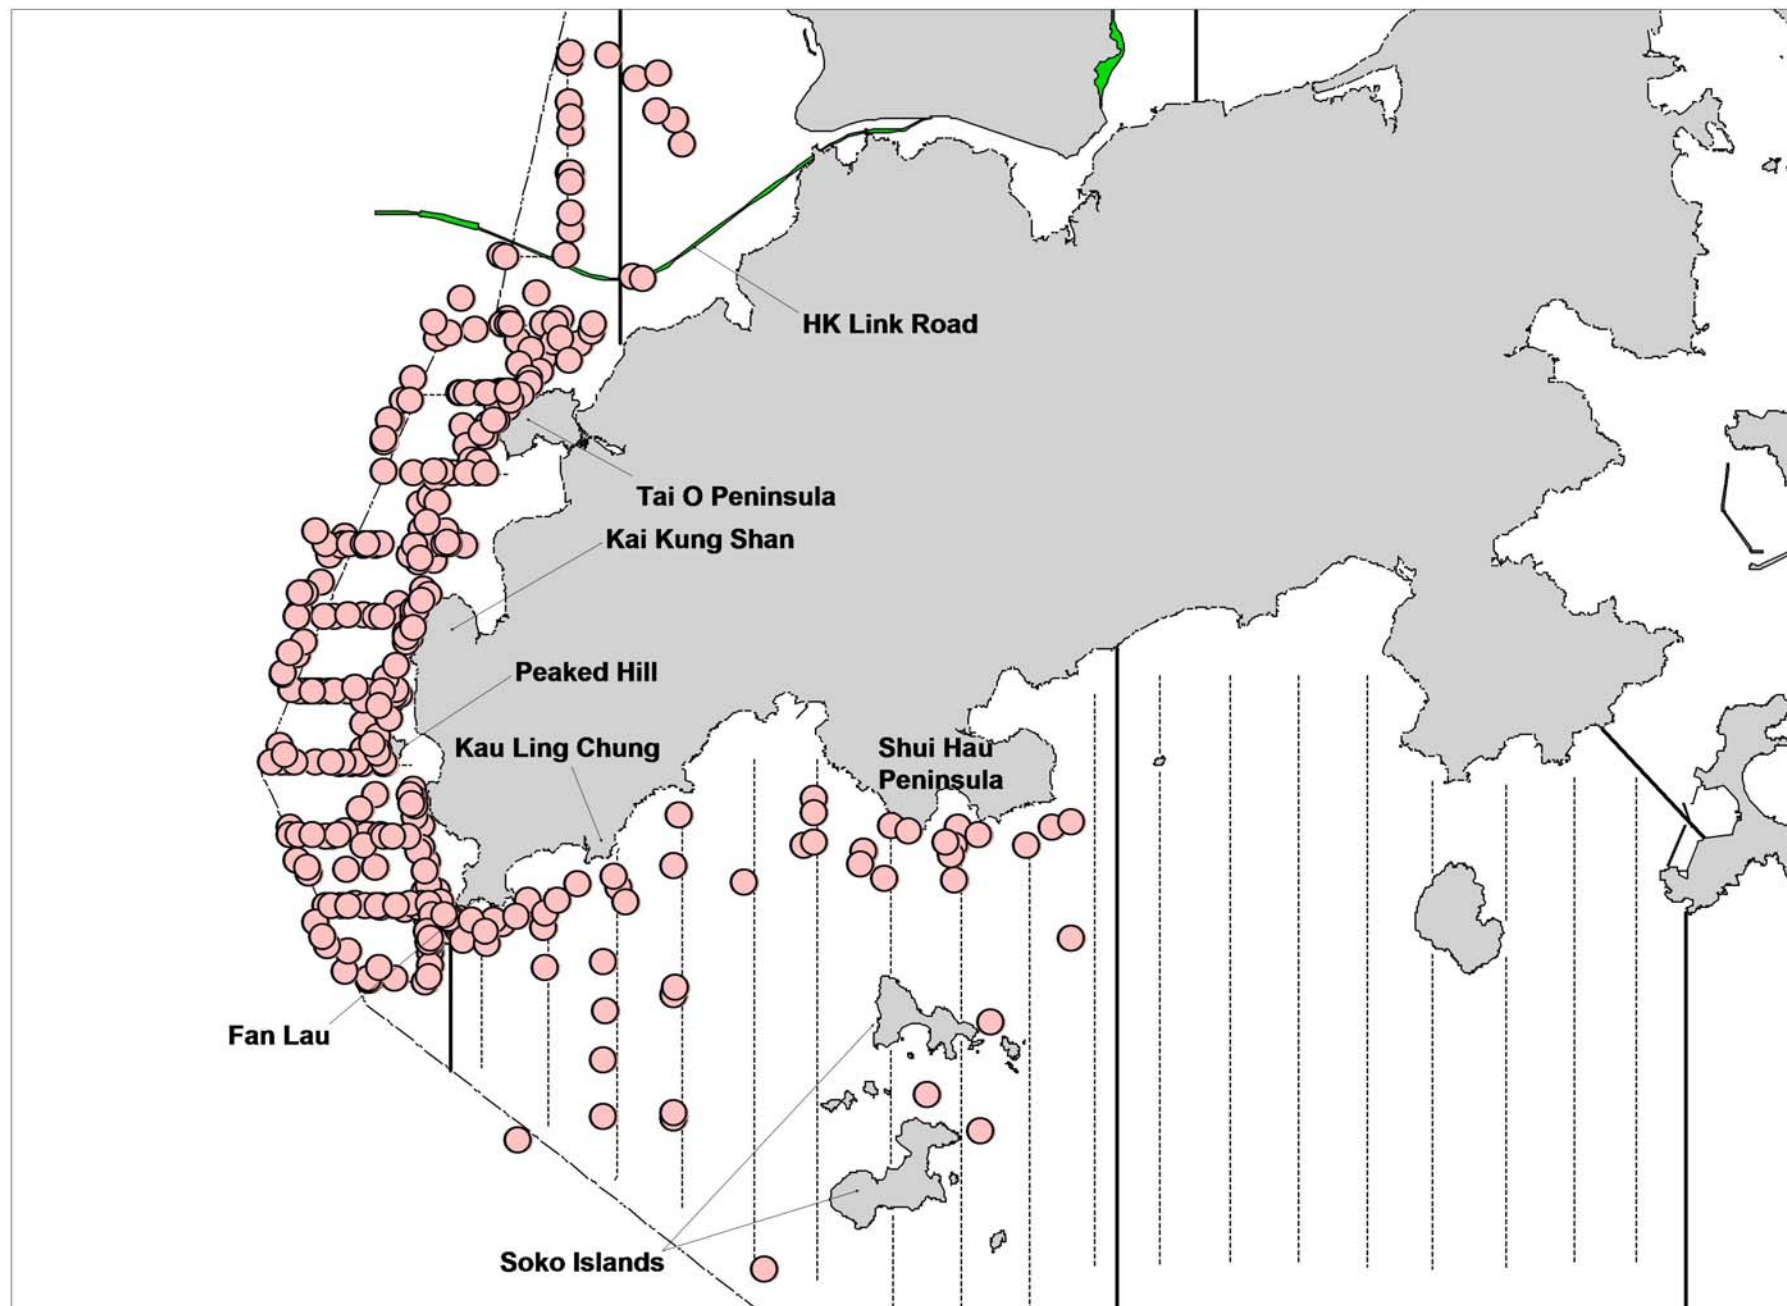 HK Link Road
Tai O Peninsula
Kai Kung Shan
Peaked Hill
Kau Ling Chung
Shui Hau
Peninsula
Fan Lau
Soko Islands